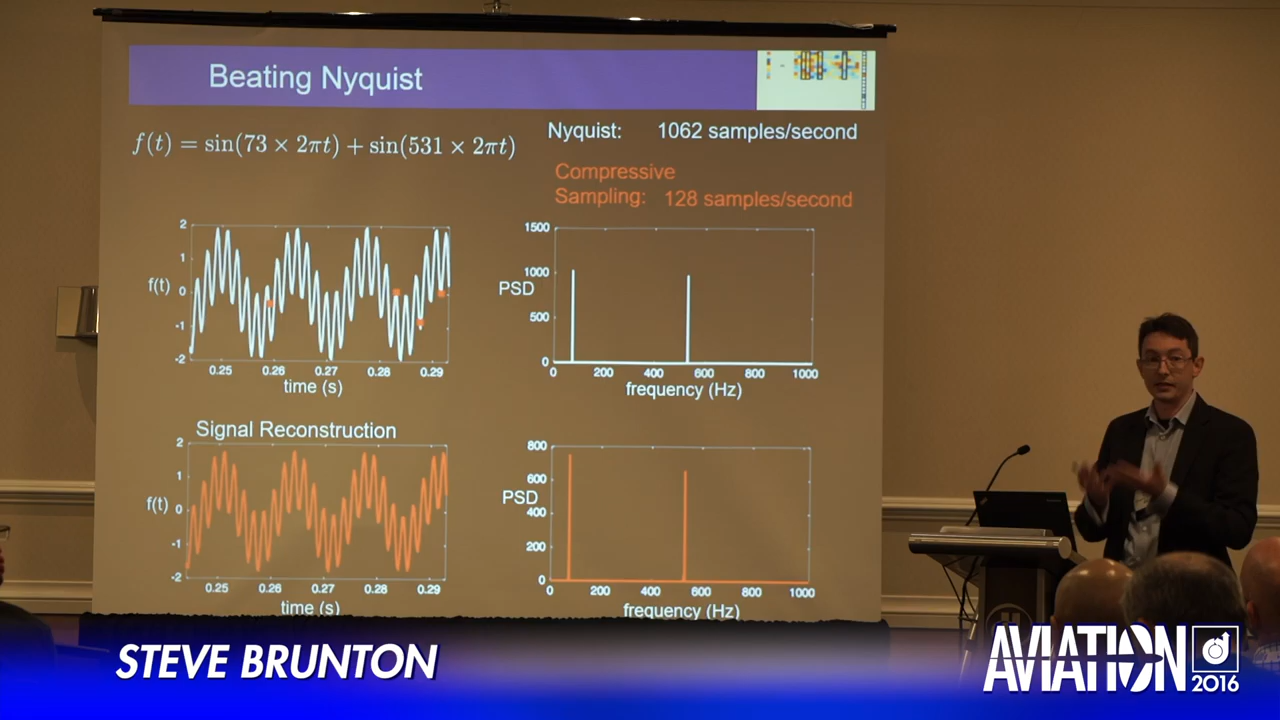 Beating Nyquist
f(t) = sin(73 × 2πt) + sin(531 × 2πt)
Nyquist: 1062 samples/second
Compressive
Sampling: 128 samples/second
2
1
f(t) 0
-1
-2
0.25 0.26 0.27 0.28 0.29
time (s)
1500
1000
PSD
500
0
0 200 400 600 800 1000
frequency (Hz)
Signal Reconstruction
2
1
f(t) 0
-1
-2
0.25 0.26 0.27 0.28 0.29
time (s)
800
600
PSD
400
200
0
0 200 400 600 800 1000
frequency (Hz)
STEVE BRUNTON
AVIATION
2016